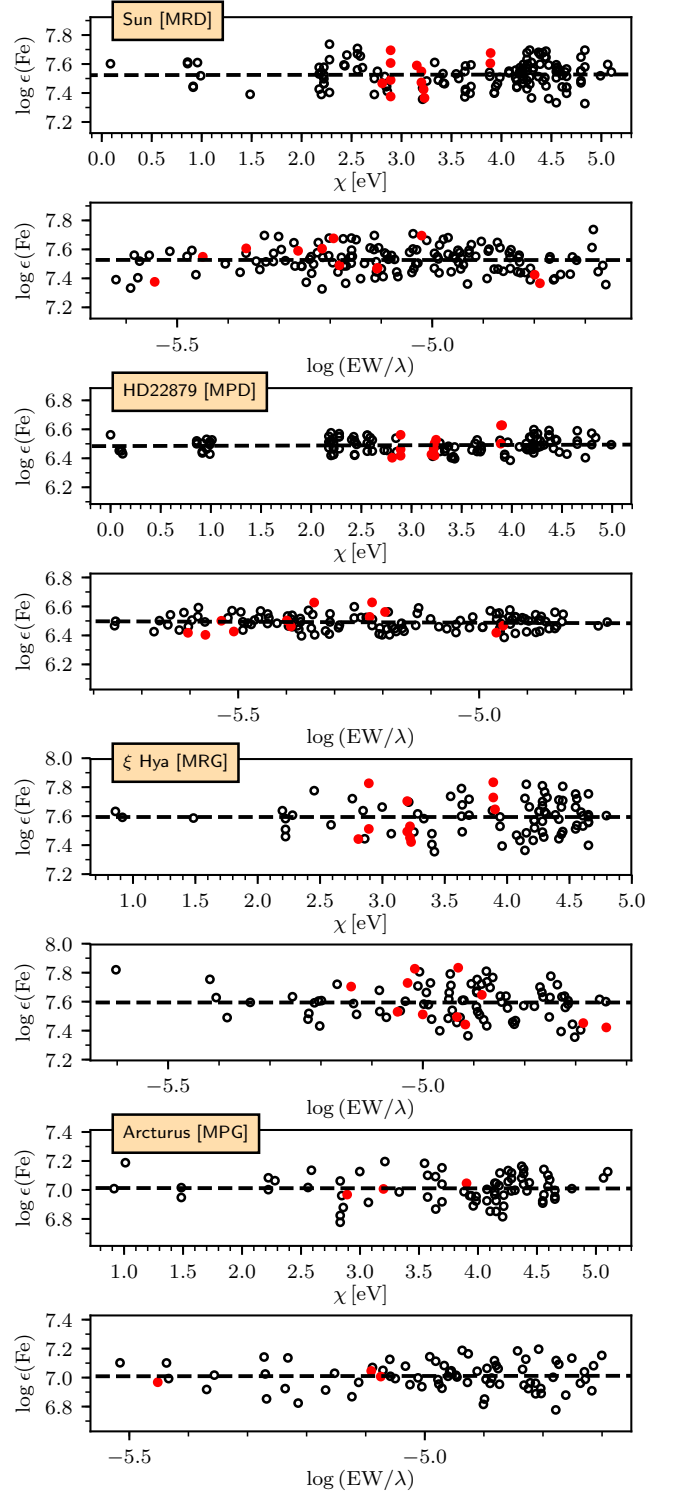 Sun [MRD]
log ϵ(Fe)
7.8
7.6
7.4
7.2
0.0 0.5 1.0 1.5 2.0 2.5 3.0 3.5 4.0 4.5 5.0
χ [eV]
log ϵ(Fe)
7.8
7.6
7.4
7.2
−5.5 −5.0
log (EW/λ)
HD22879 [MPD]
log ϵ(Fe)
6.8
6.6
6.4
6.2
0.0 0.5 1.0 1.5 2.0 2.5 3.0 3.5 4.0 4.5 5.0
χ [eV]
log ϵ(Fe)
6.8
6.6
6.4
6.2
−5.5 −5.0
log (EW/λ)
ξ Hya [MRG]
log ϵ(Fe)
8.0
7.8
7.6
7.4
7.2
1.0 1.5 2.0 2.5 3.0 3.5 4.0 4.5 5.0
χ [eV]
log ϵ(Fe)
8.0
7.8
7.6
7.4
7.2
−5.5 −5.0
log (EW/λ)
Arcturus [MPG]
log ϵ(Fe)
7.4
7.2
7.0
6.8
1.0 1.5 2.0 2.5 3.0 3.5 4.0 4.5 5.0
χ [eV]
log ϵ(Fe)
7.4
7.2
7.0
6.8
−5.5 −5.0
log (EW/λ)